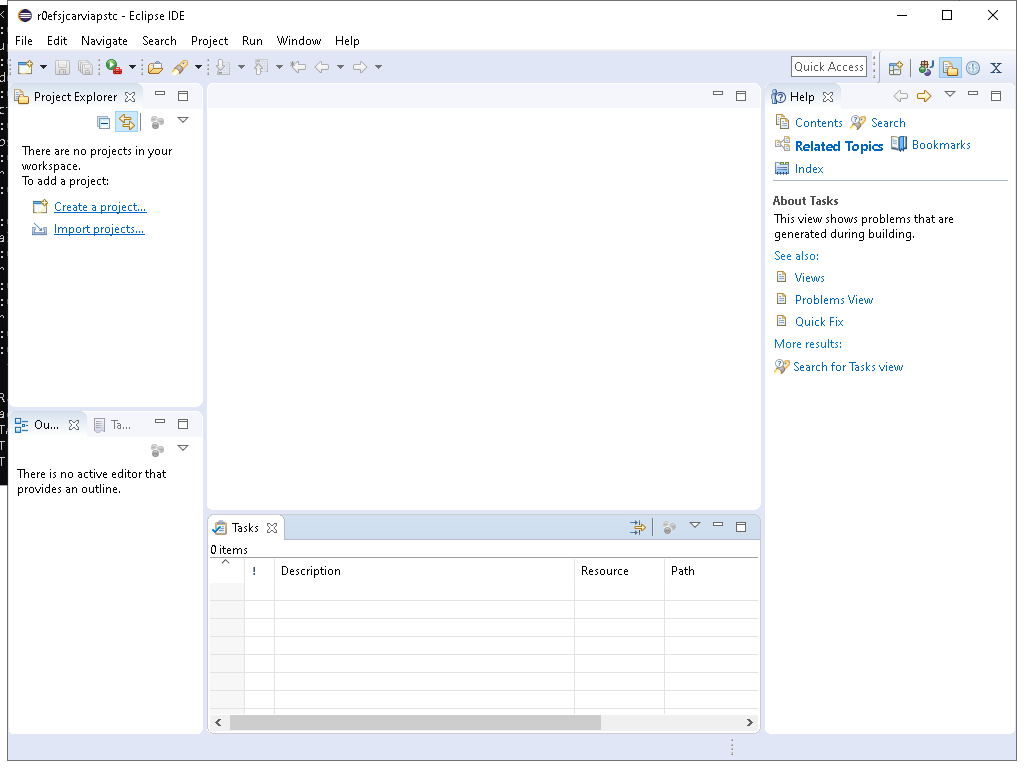 r0efsjcarviapstc - Eclipse IDE
File Edit Navigate Search Project Run Window Help
Quick Access
Project Explorer
There are no projects in your
workspace.
To add a project:
Create a project...
Import projects...
Ou... Ta...
There is no active editor that
provides an outline.
Tasks
0 items
! Description Resource Path
Help
Contents Search
Related Topics Bookmarks
Index
About Tasks
This view shows problems that are
generated during building.
See also:
Views
Problems View
Quick Fix
More results:
Search for Tasks view